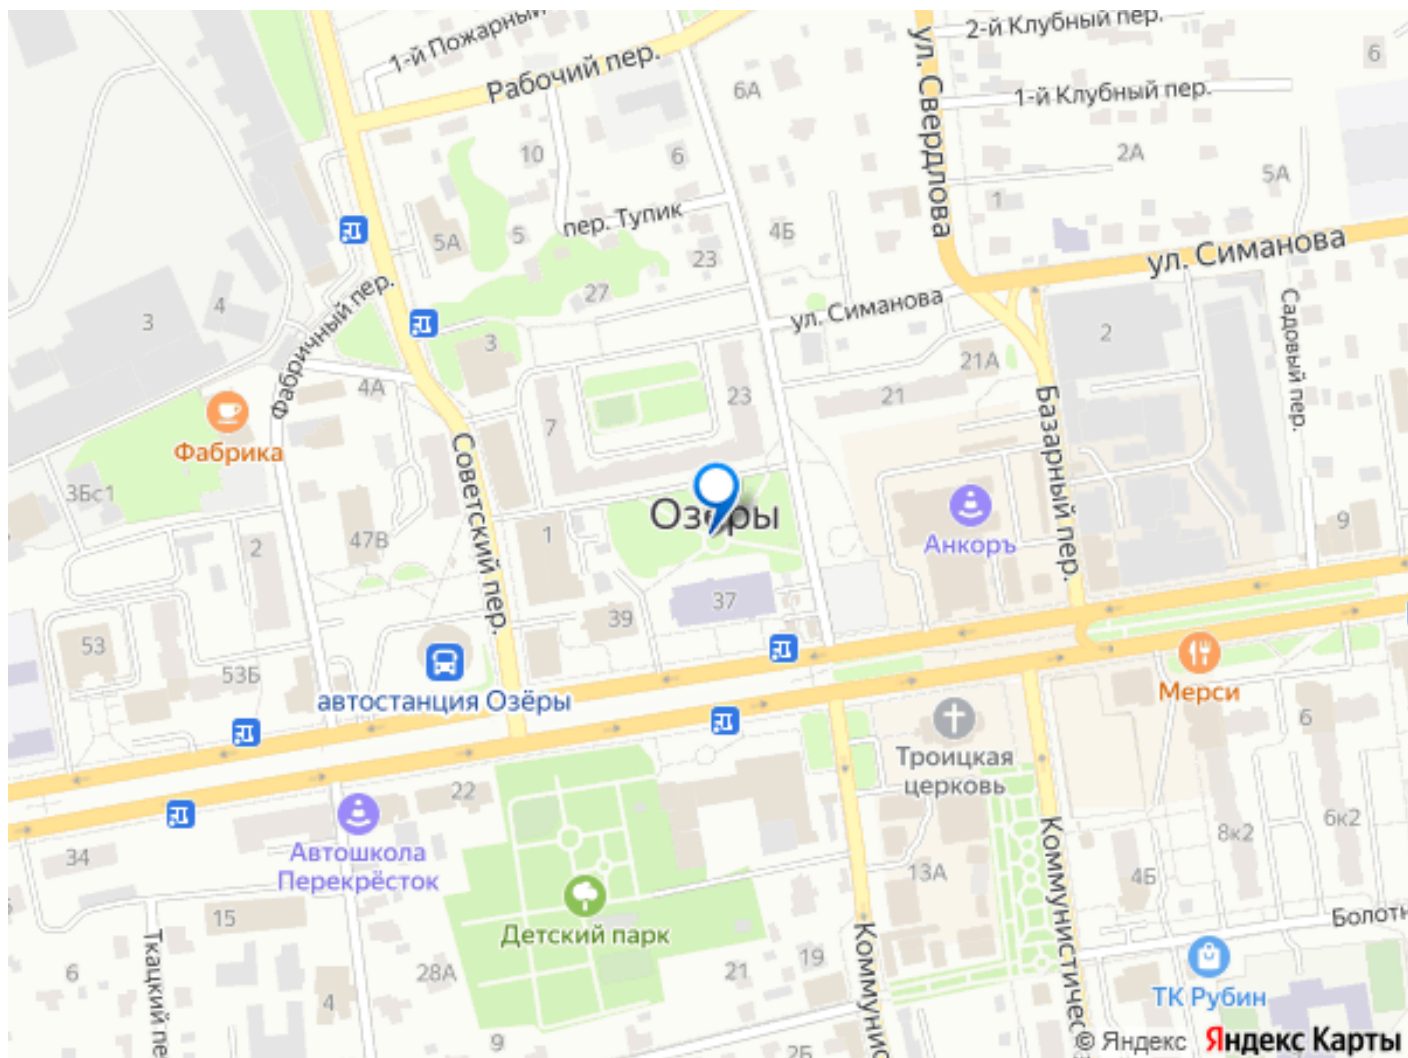 1-й Пожарный
Рабочий пер.
2-й Клубный пер.
6
ул. Свердлова
6А
1-й Клубный пер.
10
6
2А
5А
1
пер. Тупик
5А
5
4Б
23
ул. Симанова
27
ул. Симанова
3
4
Фабричный пер.
3
2
Садовый пер.
21А
4А
23
21
Базарный пер.
7
Фабрика
Советский пер.
3Бс1
Озёры
47В
1
2
Анкоръ
9
37
39
53
53Б
автостанция Озёры
Мерси
6
Троицкая
церковь
22
Автошкола
Перекрёсток
34
8к2
6к2
13А
4Б
15
Коммунистичес
Болотн
Детский парк
Ткацкий пе
6
28А
21
19
Коммунис
4
ТК Рубин
9
2Б
© Яндекс Яндекс Карты